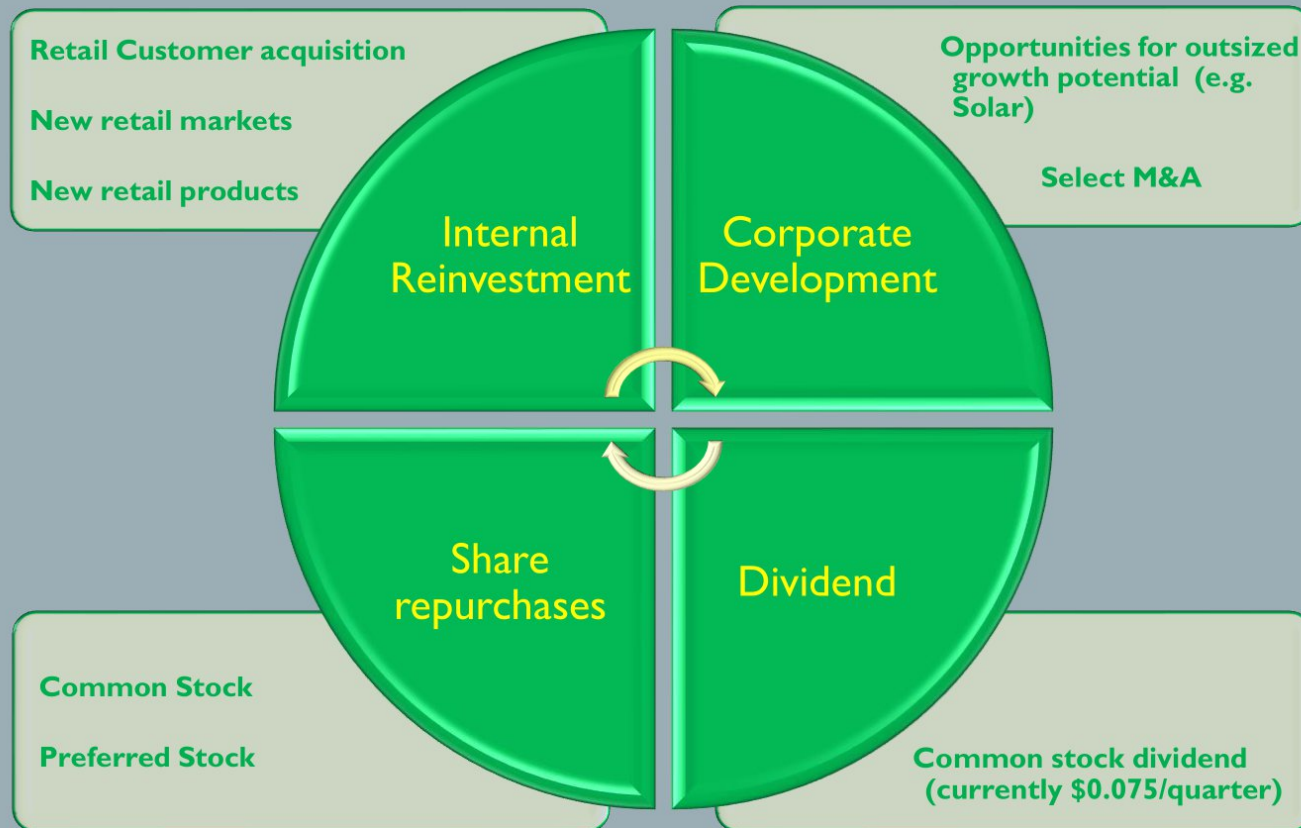 Retail Customer acquisition
New retail markets
New retail products
Opportunities for outsized
growth potential (e.g.
Solar)
Select M&A
Internal
Reinvestment
Corporate
Development
Share
repurchases
Dividend
Common Stock
Preferred Stock
Common stock dividend
(currently $0.075/quarter)